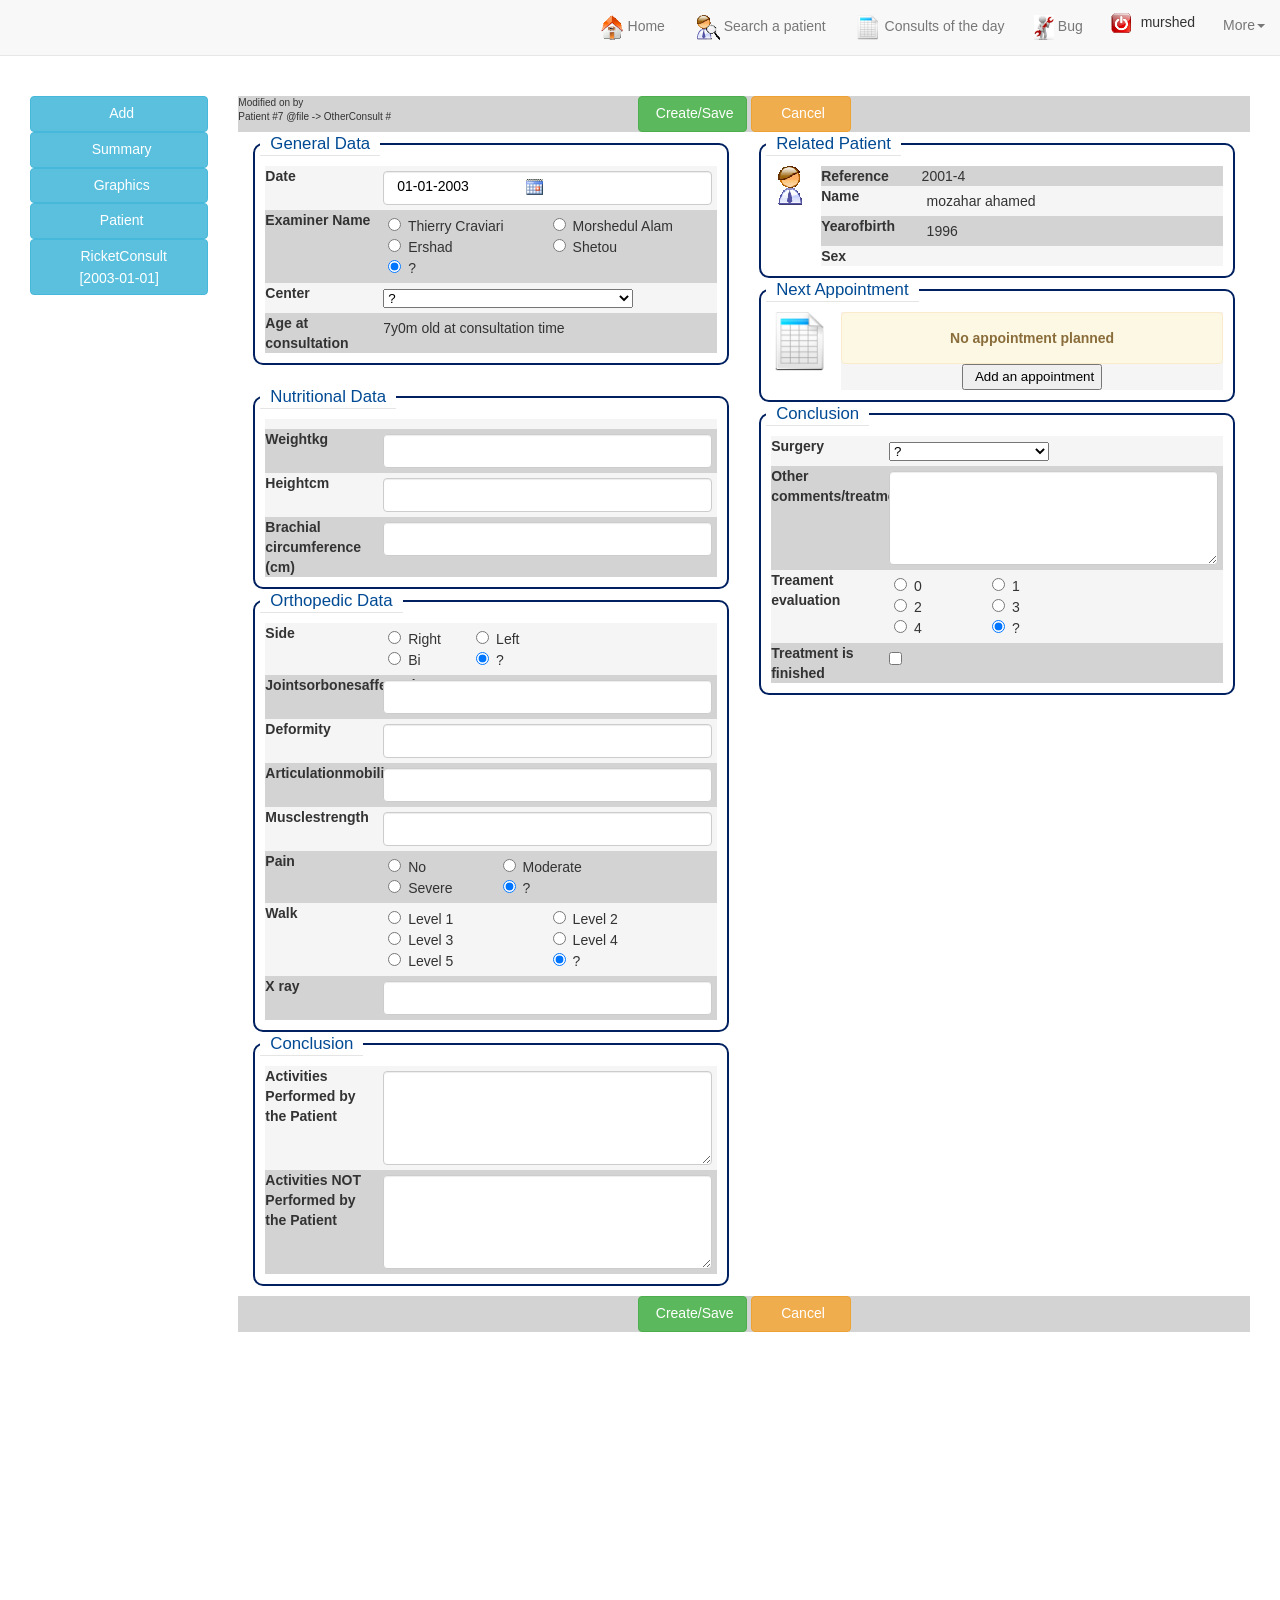 Home
Search a patient
Consults of the day
Bug
murshed
More
Add
Summary
Graphics
Patient
RicketConsult
[2003-01-01]
Modified on by
Patient #7 @file -> OtherConsult #
Create/Save
Cancel
General Data
Date
01-01-2003
Examiner Name
Thierry Craviari
Morshedul Alam
Ershad
Shetou
?
Center
?
Age at
consultation
7y0m old at consultation time
Nutritional Data
Weightkg
Heightcm
Brachial
circumference
(cm)
Orthopedic Data
Side
Right
Left
Bi
?
Deformity
Musclestrength
Pain
No
Moderate
Severe
?
Walk
Level 1
Level 2
Level 3
Level 4
Level 5
?
X ray
Conclusion
Activities
Performed by
the Patient
Activities NOT
Performed by
the Patient
Related Patient
Reference
2001-4
Name
mozahar ahamed
Yearofbirth
1996
Sex
Next Appointment
No appointment planned
Add an appointment
Conclusion
Surgery
?
Other
Treament
evaluation
0
1
2
3
4
?
Treatment is
finished
Create/Save
Cancel